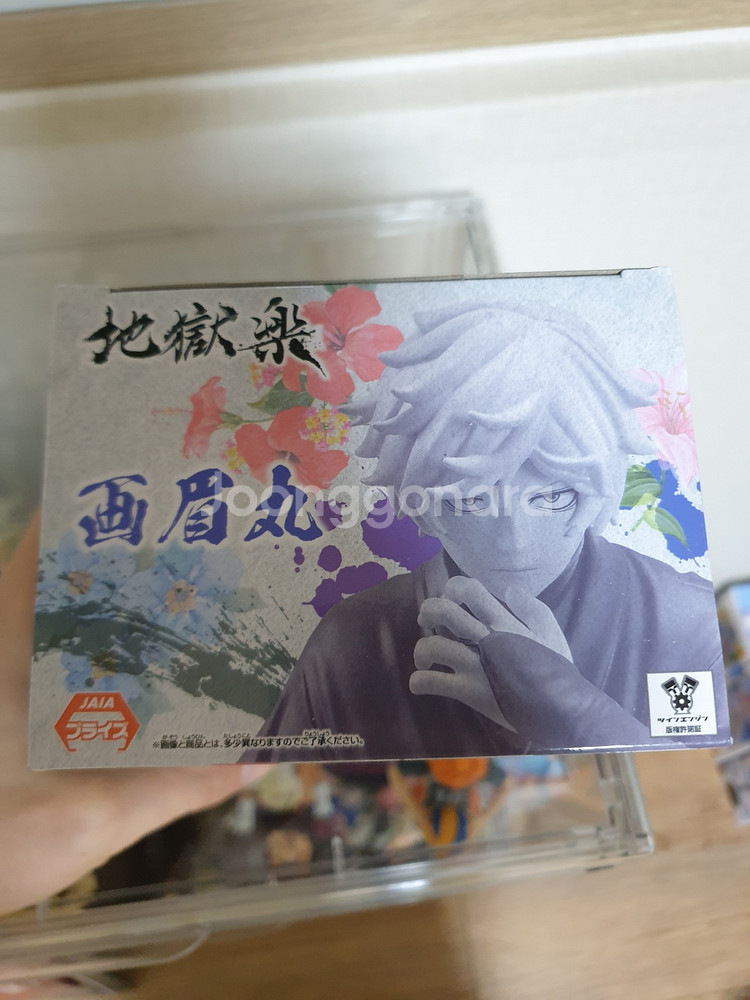 地獄楽
画眉丸
joonggonara
JAIA
プライズ
※画像と商品とは、多少異なりますのでご了承ください。
ツインエンジン
版権許諾証